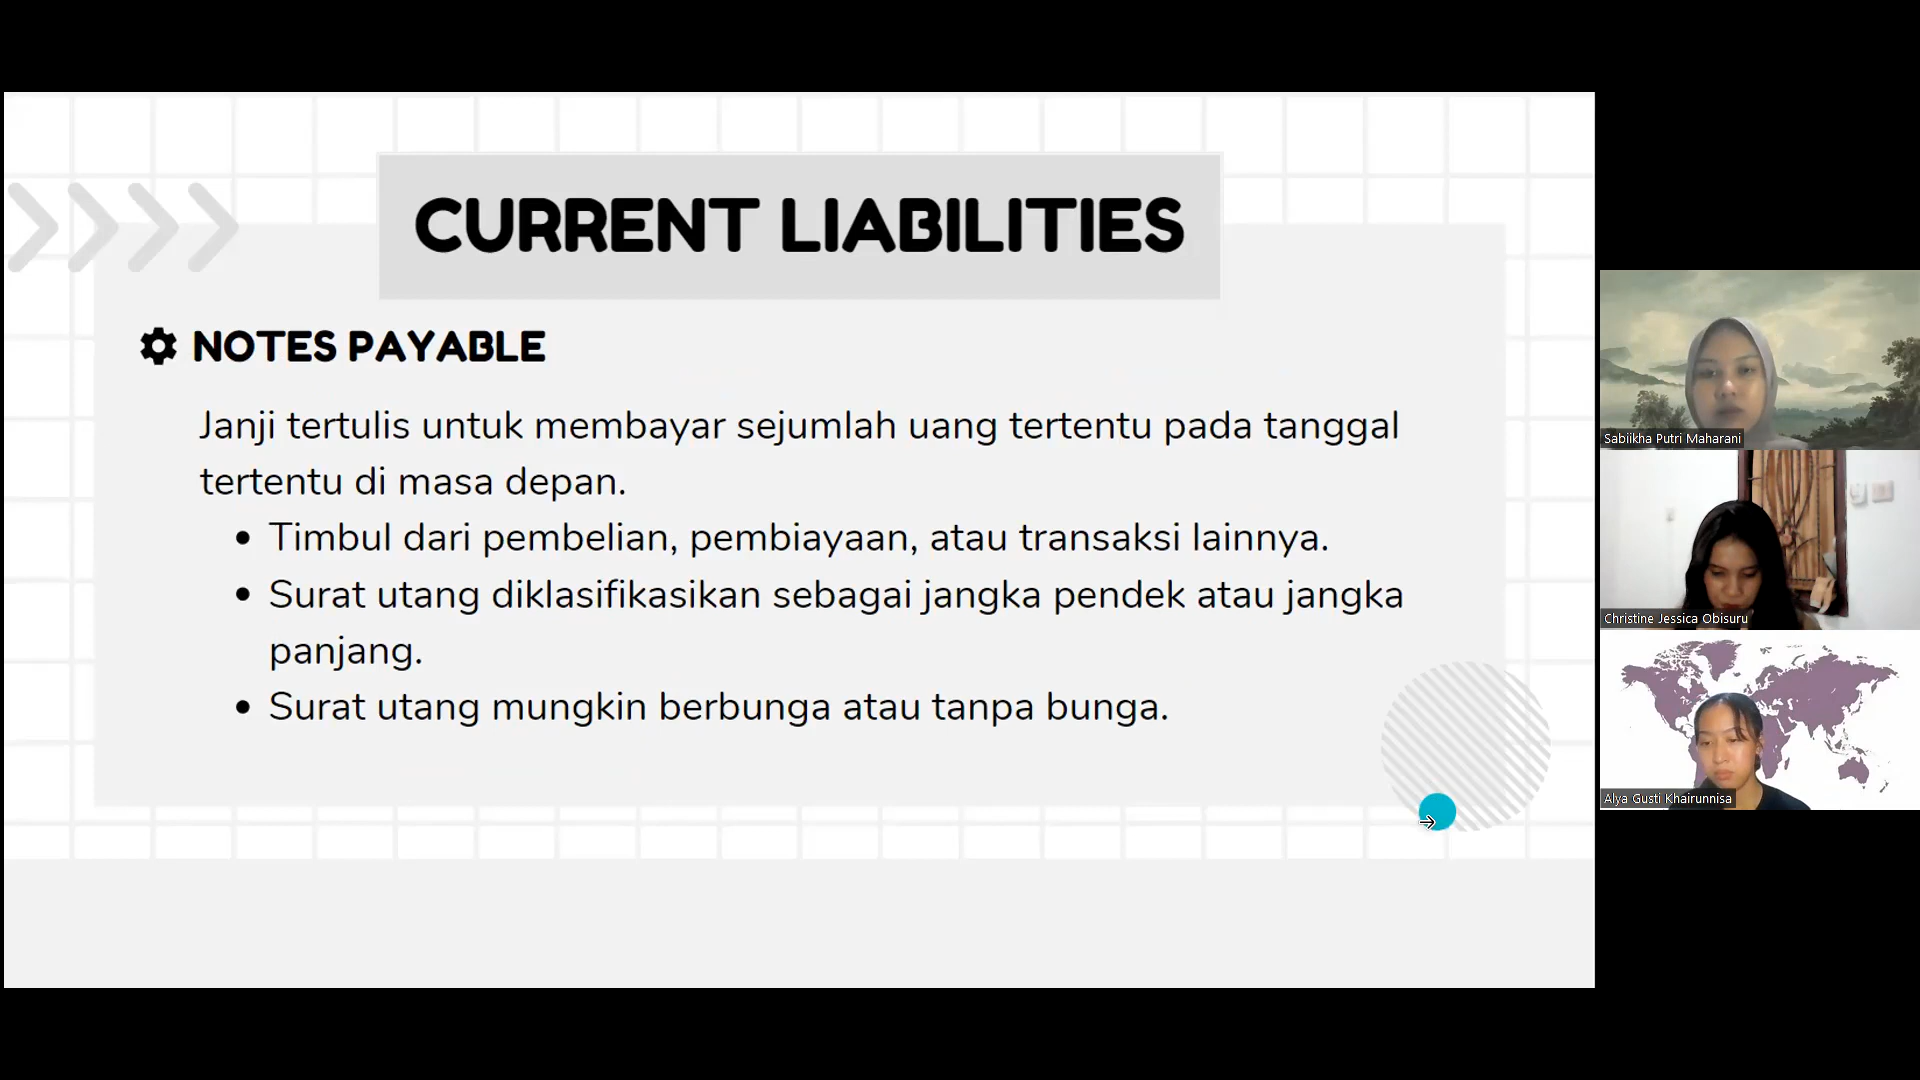 CURRENT LIABILITIES
NOTES PAYABLE
Janji tertulis untuk membayar sejumlah uang tertentu pada tanggal
tertentu di masa depan.
Timbul dari pembelian, pembiayaan, atau transaksi lainnya.
Surat utang diklasifikasikan sebagai jangka pendek atau jangka
panjang.
Surat utang mungkin berbunga atau tanpa bunga.
Sabiikha Putri Maharani
Christine Jessica Obisuru
Alya Gusti Khairunnisa